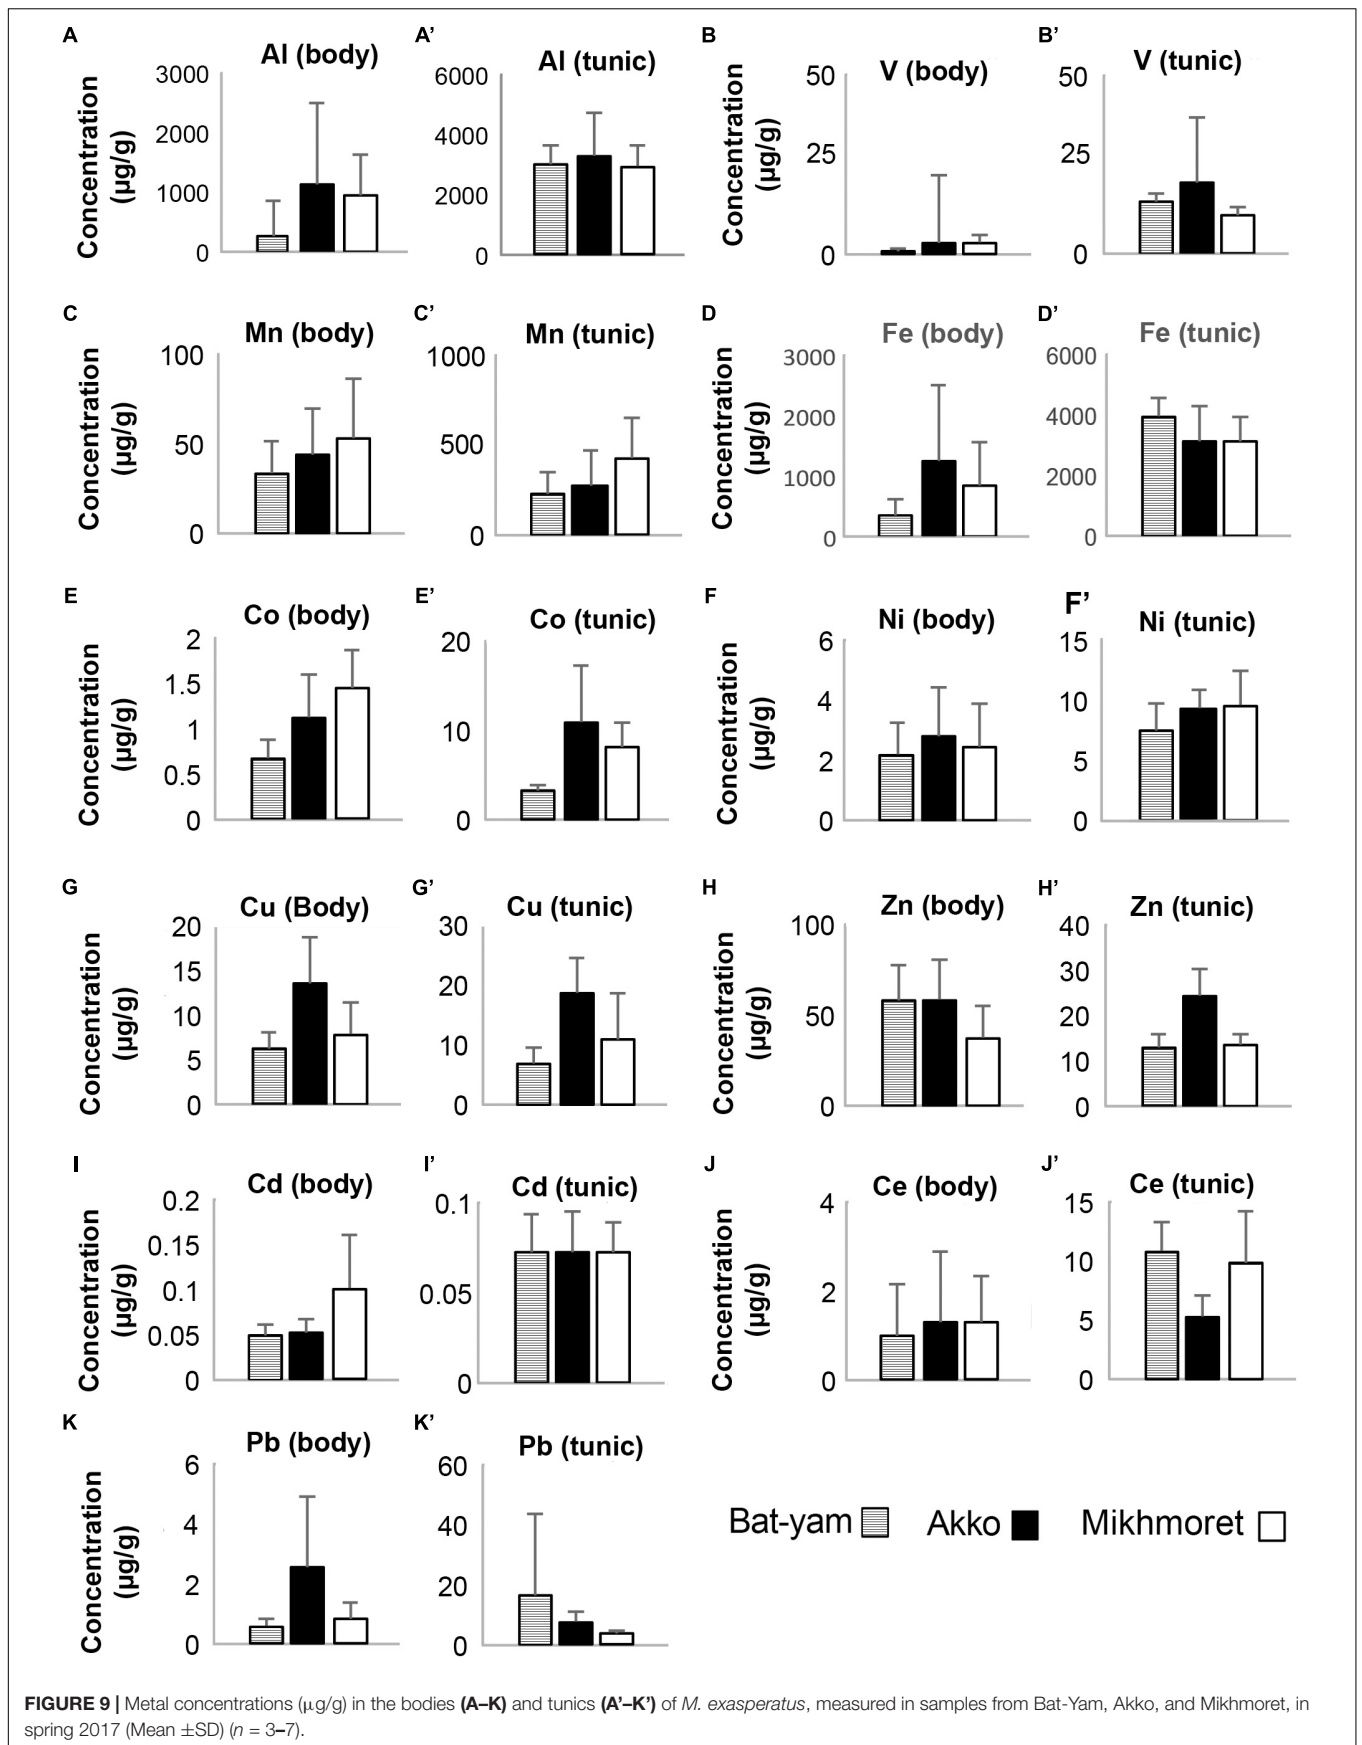 A
Al (body)
Concentration
(µg/g)
3000
2000
1000
0
A’
Al (tunic)
6000
4000
2000
0
B
V (body)
Concentration
(µg/g)
50
25
0
B’
V (tunic)
50
25
0
C
Mn (body)
Concentration
(µg/g)
100
50
0
C’
Mn (tunic)
1000
500
0
D
Fe (body)
Concentration
(µg/g)
3000
2000
1000
0
D’
Fe (tunic)
6000
4000
2000
0
E
Co (body)
Concentration
(µg/g)
2
1.5
1
0.5
0
E’
Co (tunic)
20
10
0
F
Ni (body)
Concentration
(µg/g)
6
4
2
0
F’
Ni (tunic)
15
10
5
0
G
Cu (Body)
Concentration
(µg/g)
20
15
10
5
0
G’
Cu (tunic)
30
20
10
0
H
Zn (body)
Concentration
(µg/g)
100
50
0
H’
Zn (tunic)
40
30
20
10
0
I
Cd (body)
Concentration
(µg/g)
0.2
0.15
0.1
0.05
0
I’
Cd (tunic)
0.1
0.05
0
J
Ce (body)
Concentration
(µg/g)
4
2
0
J’
Ce (tunic)
15
10
5
0
K
Pb (body)
Concentration
(µg/g)
6
4
2
0
K’
Pb (tunic)
60
40
20
0
Bat-yam Akko Mikhmoret
FIGURE 9 | Metal concentrations (µg/g) in the bodies (A–K) and tunics (A’–K’) of M. exasperatus, measured in samples from Bat-Yam, Akko, and Mikhmoret, in
spring 2017 (Mean ±SD) (n = 3–7).